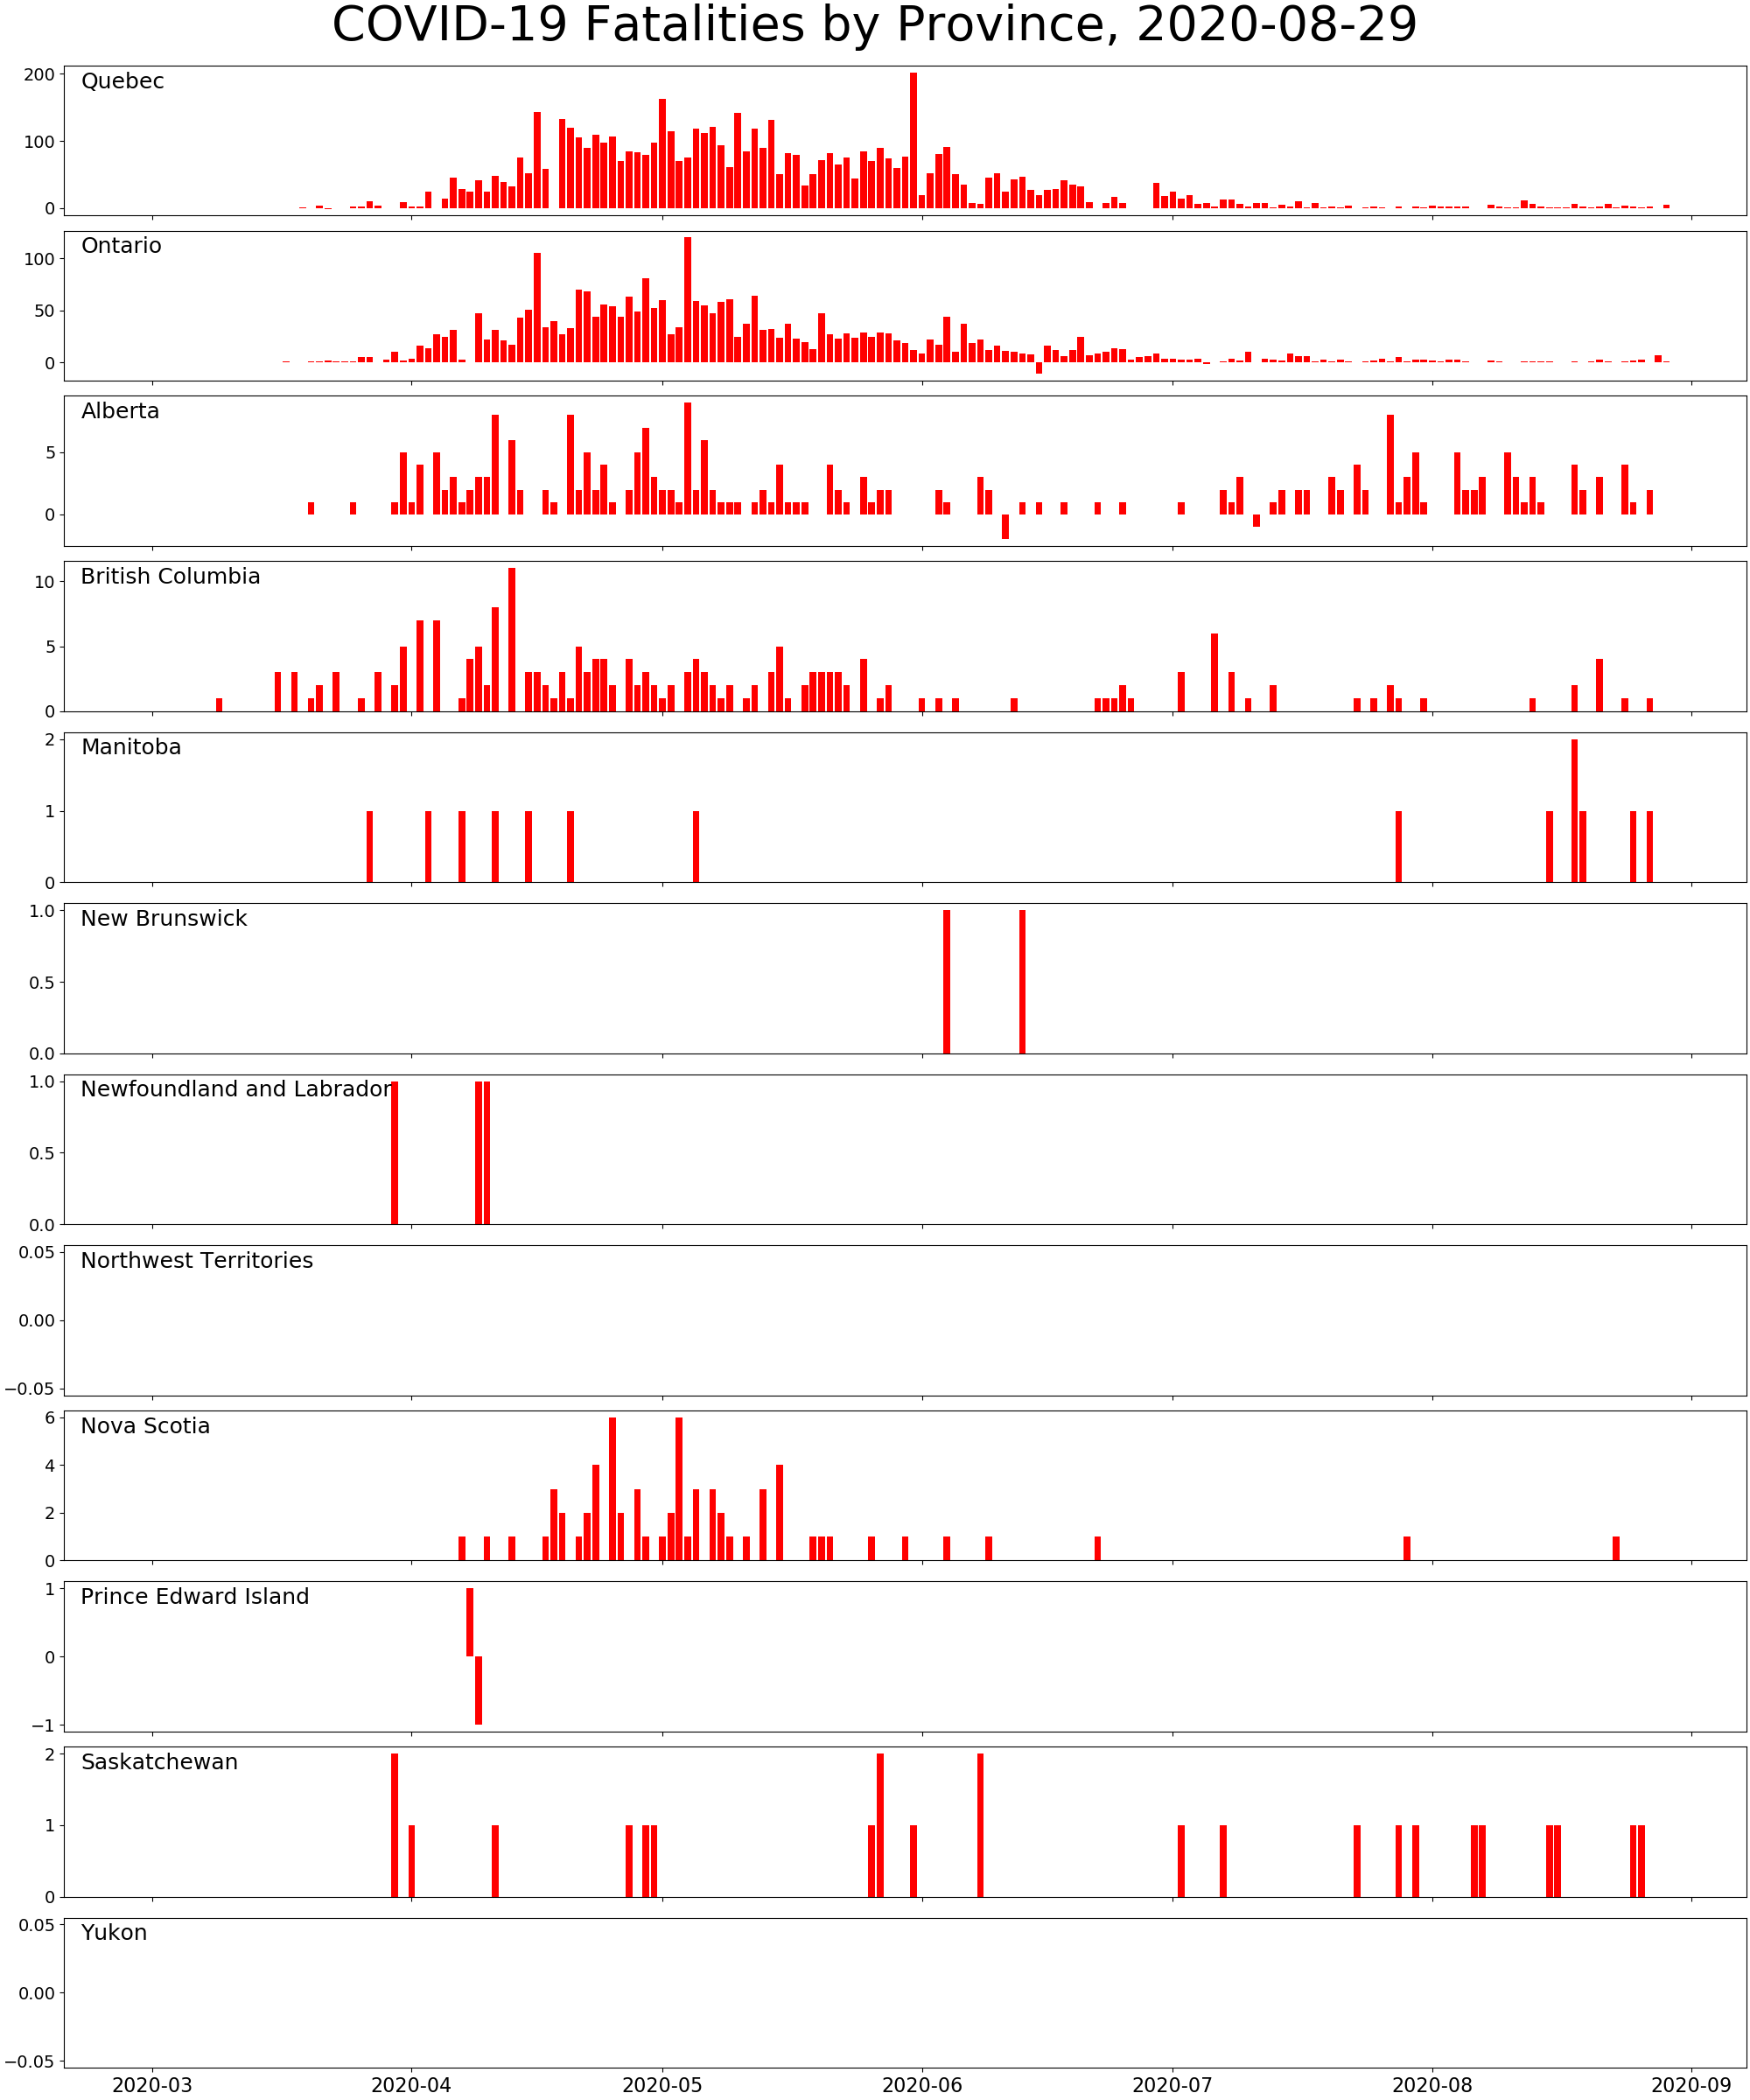 COVID-19 Fatalities by Province, 2020-08-29
Quebec
200
100
0
Ontario
100
50
0
Alberta
5
0
British Columbia
10
5
0
Manitoba
2
1
0
New Brunswick
1.0
0.5
0.0
Newfoundland and Labrador
1.0
0.5
0.0
Northwest Territories
0.05
0.00
−0.05
Nova Scotia
6
4
2
0
Prince Edward Island
1
0
−1
Saskatchewan
2
1
0
Yukon
0.05
0.00
−0.05
2020-03 2020-04 2020-05 2020-06 2020-07 2020-08 2020-09